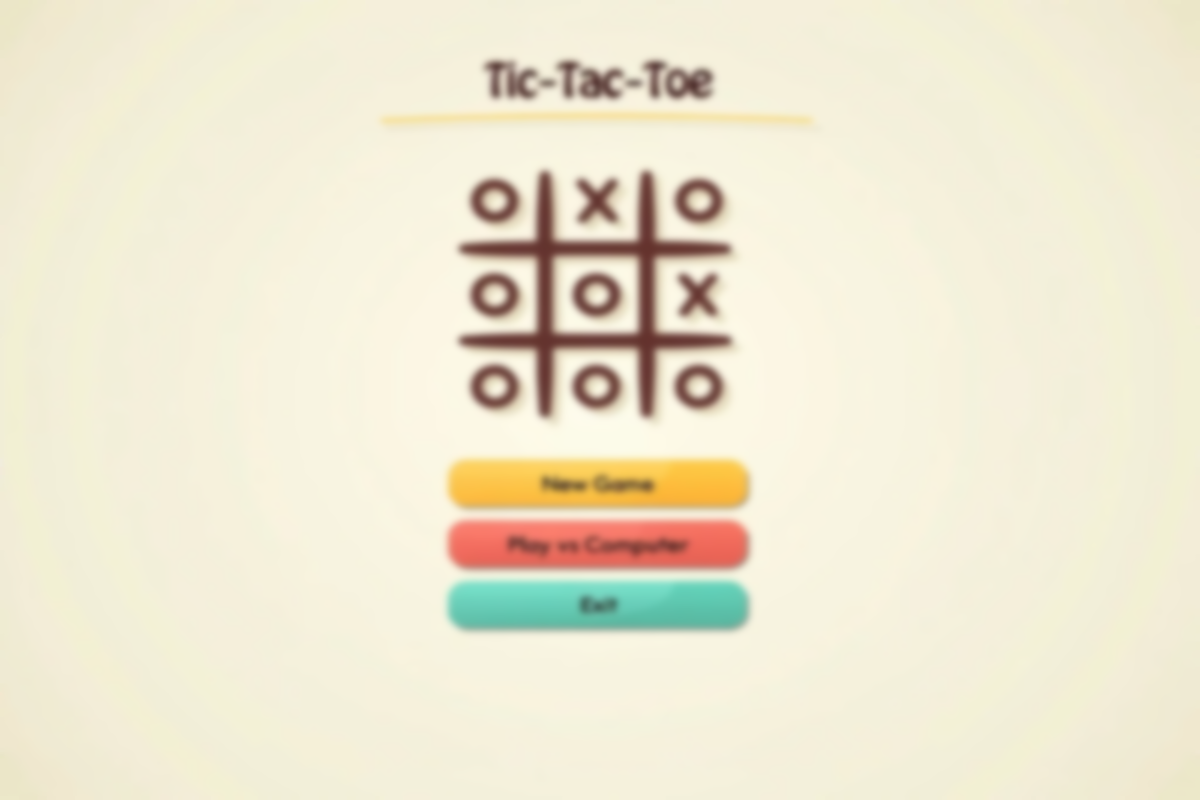 Tic-Tac-Toe
O X O
O O X
O O O
New Game
Play vs Computer
Exit